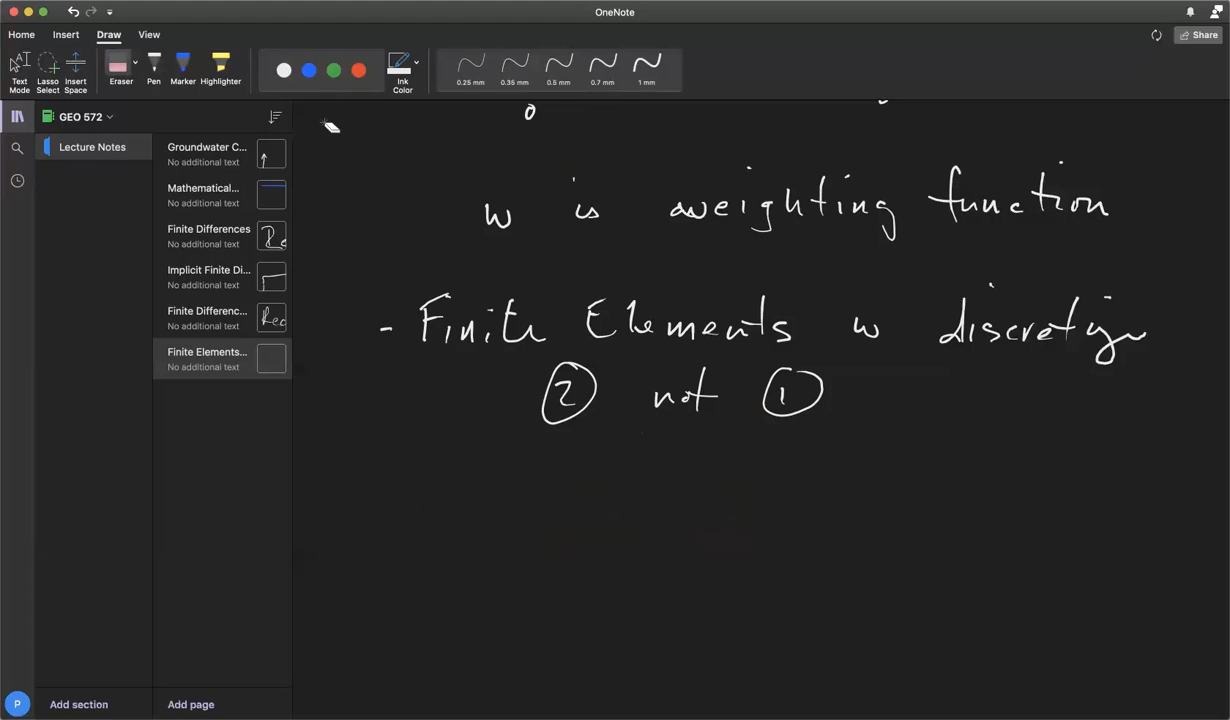 OneNote
Home Insert Draw View
Share
Text Mode
Lasso Select
Insert Space
Eraser
Pen
Marker
Highlighter
Ink Color
0.25 mm 0.35 mm 0.5 mm 0.7 mm 1 mm
GEO 572
Lecture Notes
Groundwater C...
No additional text
Mathematical...
No additional text
Finite Differences
No additional text
Implicit Finite Di...
No additional text
Finite Differenc...
No additional text
Finite Elements...
No additional text
w is a weighting function
- Finite Elements w discretize
2 not 1
P
Add section
Add page